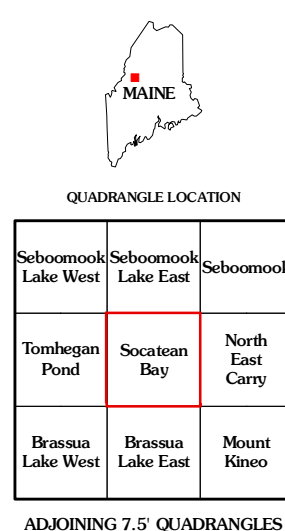 MAINE
QUADRANGLE LOCATION
Seboomook Lake West
Seboomook Lake East
Seboomook
Tomhegan Pond
Socatean Bay
North East Carry
Brassua Lake West
Brassua Lake East
Mount Kineo
ADJOINING 7.5' QUADRANGLES